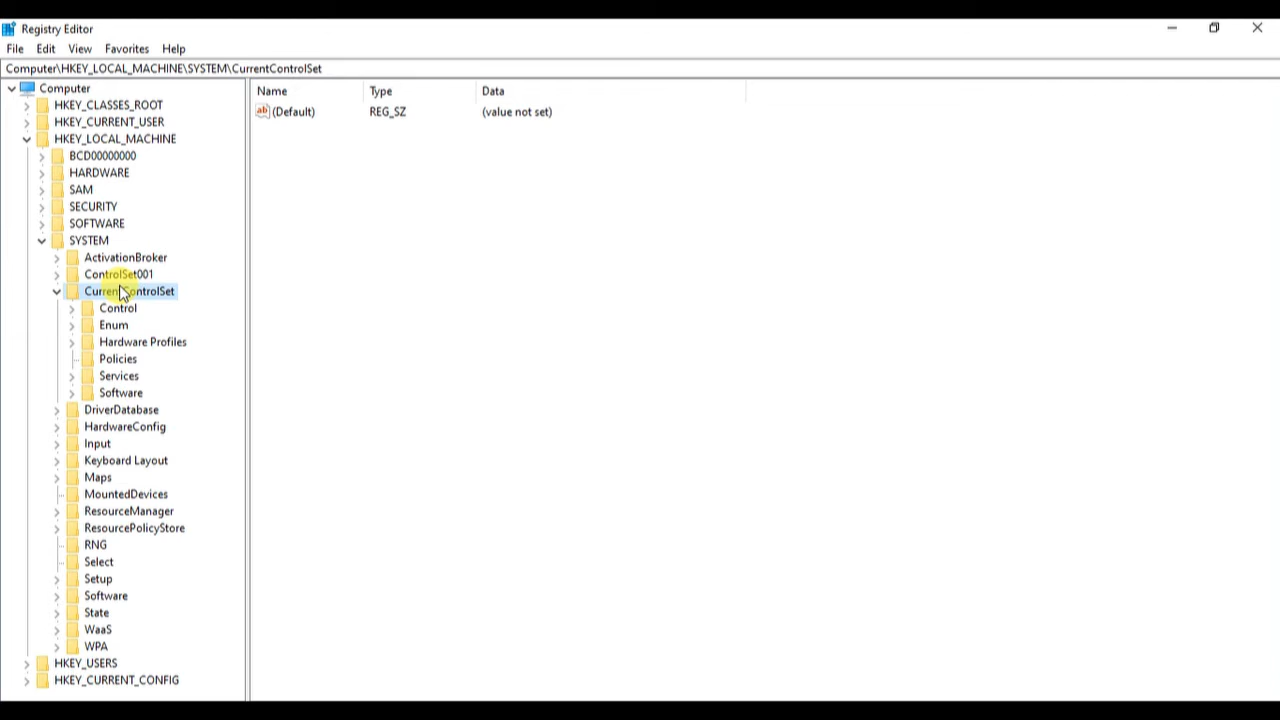 Registry Editor
File Edit View Favorites Help
Computer\HKEY_LOCAL_MACHINE\SYSTEM\CurrentControlSet
Computer
HKEY_CLASSES_ROOT
HKEY_CURRENT_USER
HKEY_LOCAL_MACHINE
BCD00000000
HARDWARE
SAM
SECURITY
SOFTWARE
SYSTEM
ActivationBroker
ControlSet001
CurrentControlSet
Control
Enum
Hardware Profiles
Policies
Services
Software
DriverDatabase
HardwareConfig
Input
Keyboard Layout
Maps
MountedDevices
ResourceManager
ResourcePolicyStore
RNG
Select
Setup
Software
State
WaaS
WPA
HKEY_USERS
HKEY_CURRENT_CONFIG
Name Type Data
ab (Default) REG_SZ (value not set)